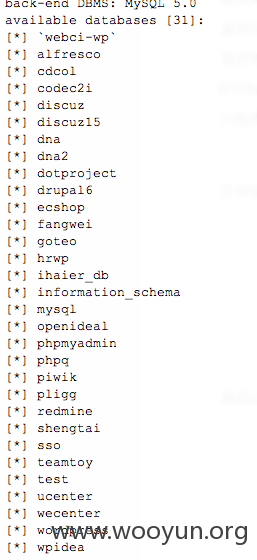 back-end DBMS: MySQL 5.0
available databases [31]:
[*] `webci-wp`
[*] alfresco
[*] cdcol
[*] codec2i
[*] discuz
[*] discuz15
[*] dna
[*] dna2
[*] dotproject
[*] drupal6
[*] ecshop
[*] fangwei
[*] goteo
[*] hrwp
[*] ihaier_db
[*] information_schema
[*] mysql
[*] openideal
[*] phpmyadmin
[*] phpq
[*] piwik
[*] pligg
[*] redmine
[*] shengtai
[*] sso
[*] teamtoy
[*] test
[*] ucenter
[*] wecenter
[*] wordpress
www.wooyun.org
[*] wpidea